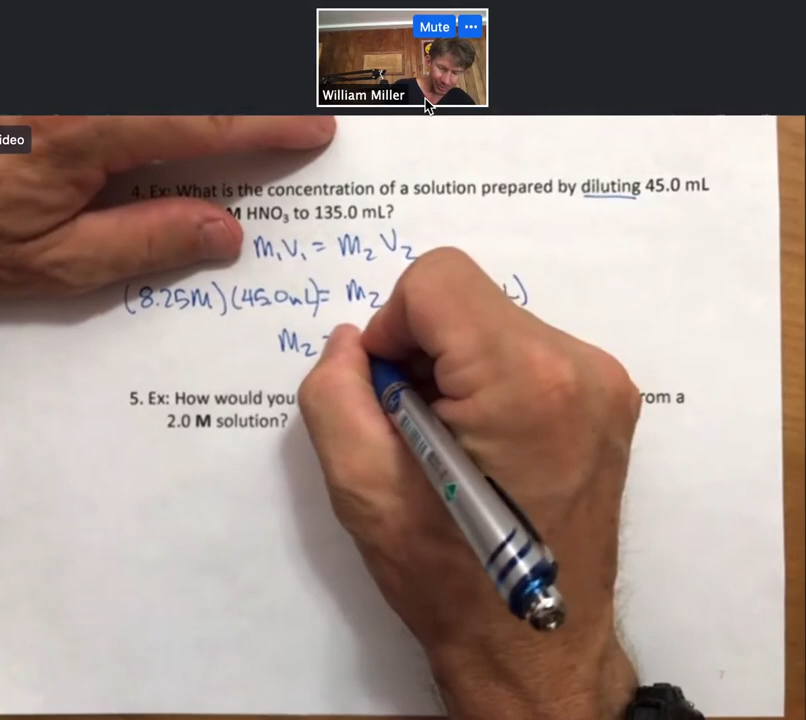 Mute ...
William Miller
ideo
4. Ex: What is the concentration of a solution prepared by diluting 45.0 mL
M HNO₃ to 135.0 mL?
M₁V₁ = M₂V₂
(8.25M)(45.0mL) = M₂ L)
M₂ =
5. Ex: How would you rom a
2.0 M solution?
7